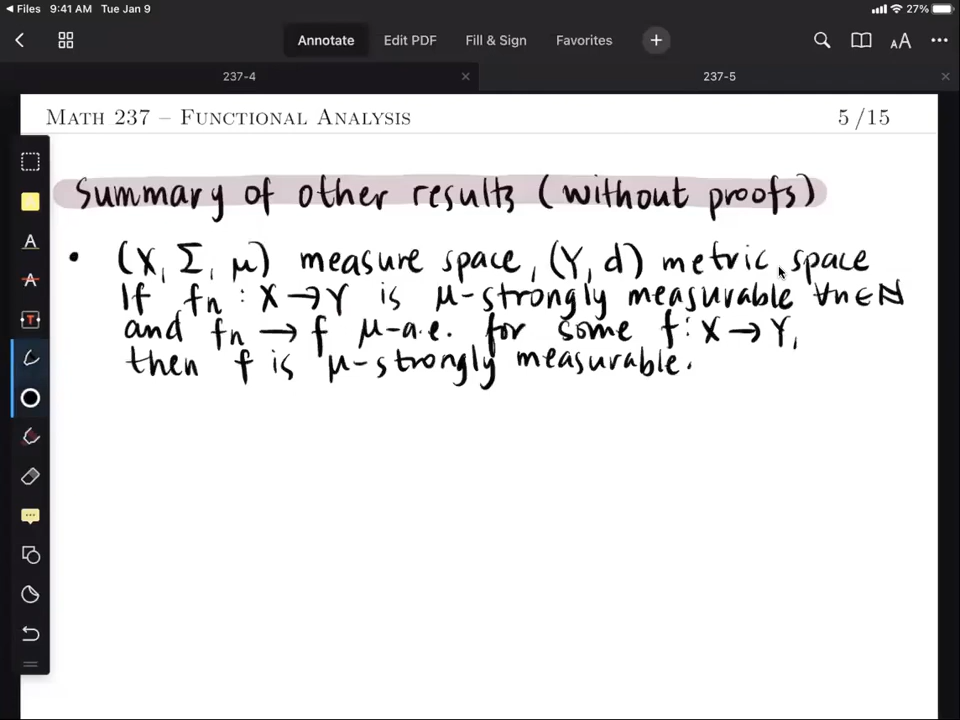 Files 9:41 AM Tue Jan 9 27%
Annotate Edit PDF Fill & Sign Favorites AA
237-4 237-5
MATH 237 – FUNCTIONAL ANALYSIS 5/15
Summary of other results (without proofs)
• (X, Σ, μ) measure space, (Y, d) metric space
If fn : X→Y is μ-strongly measurable ∀n∈ℕ
and fn → f μ-a.e. for some f: X→Y,
then f is μ-strongly measurable.
A
A
T